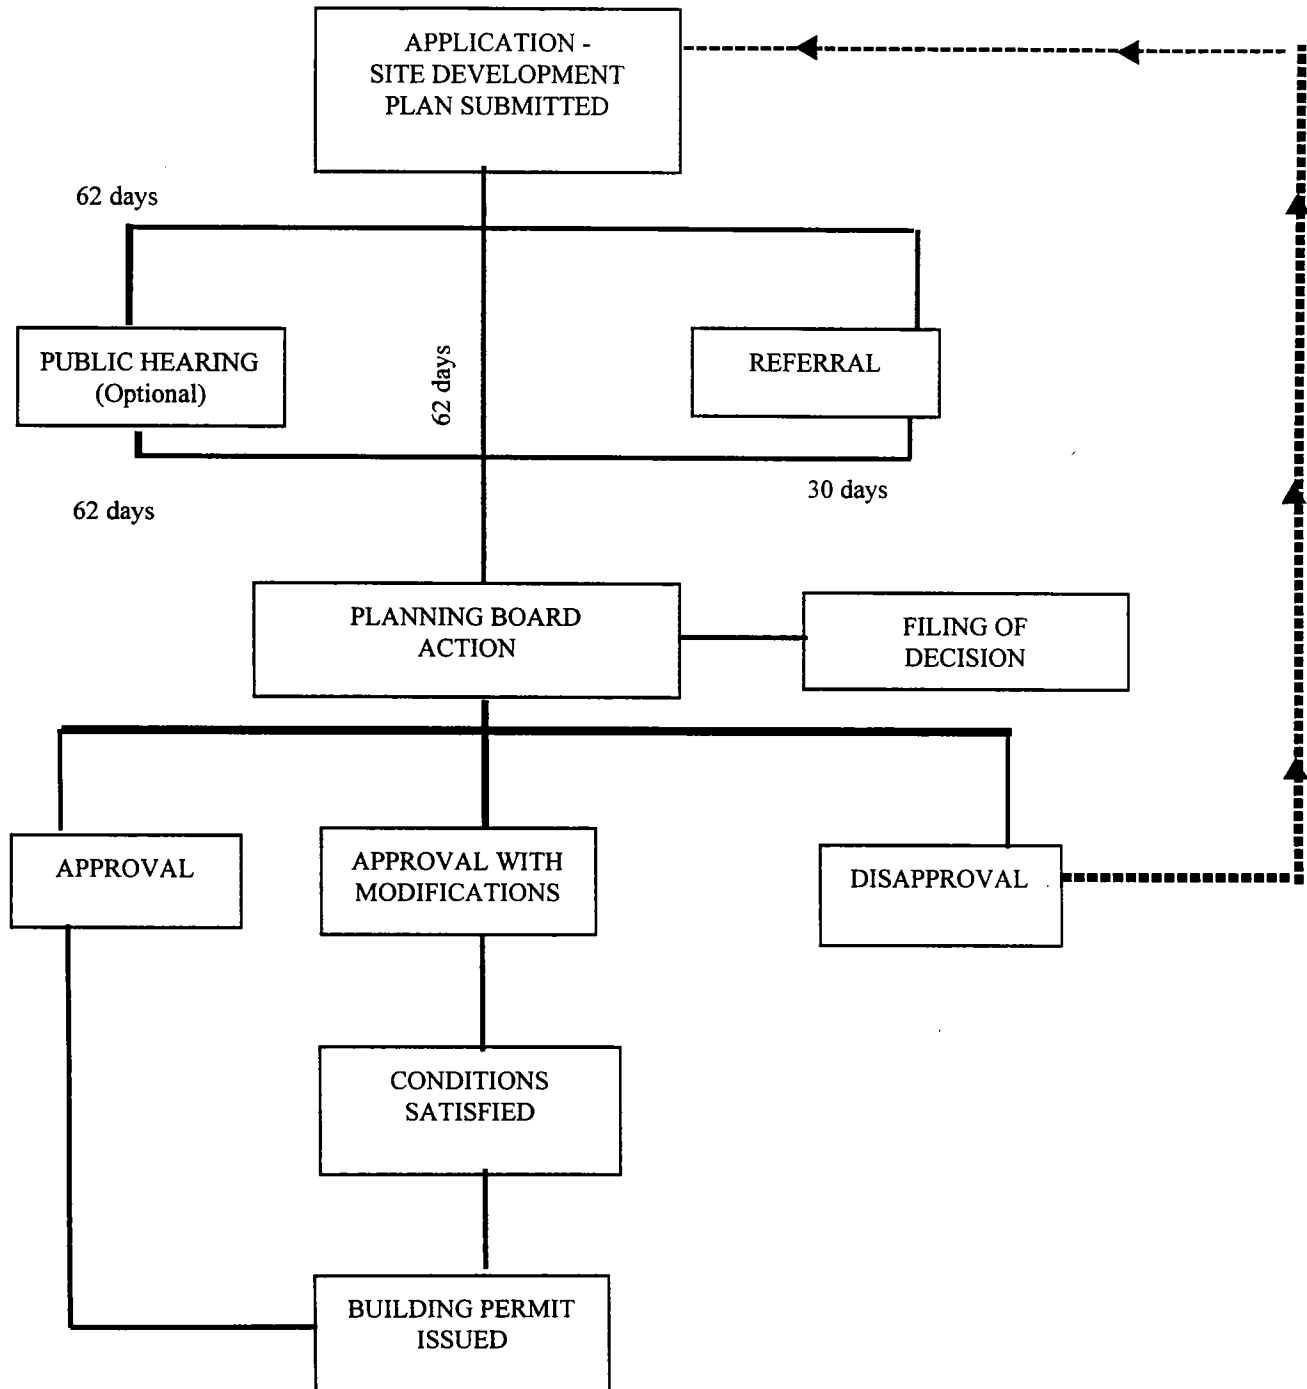 APPLICATION -
SITE DEVELOPMENT
PLAN SUBMITTED
62 days
PUBLIC HEARING
(Optional)
62 days
REFERRAL
62 days
30 days
PLANNING BOARD
ACTION
FILING OF
DECISION
APPROVAL
APPROVAL WITH
MODIFICATIONS
DISAPPROVAL
CONDITIONS
SATISFIED
BUILDING PERMIT
ISSUED